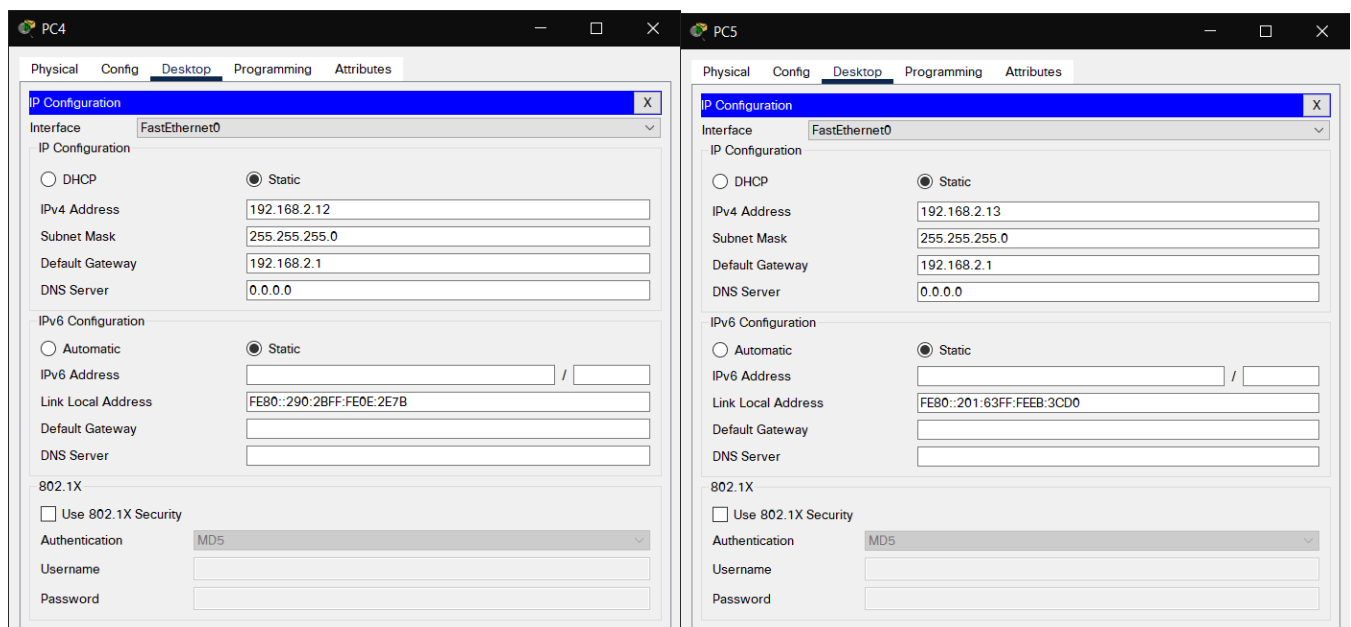 PC4
Physical Config Desktop Programming Attributes
IP Configuration X
Interface FastEthernet0
IP Configuration
DHCP Static
IPv4 Address 192.168.2.12
Subnet Mask 255.255.255.0
Default Gateway 192.168.2.1
DNS Server 0.0.0.0
IPv6 Configuration
Automatic Static
IPv6 Address /
Link Local Address FE80::290:2BFF:FE0E:2E7B
Default Gateway
DNS Server
802.1X
Use 802.1X Security
Authentication MD5
Username
Password
PC5
Physical Config Desktop Programming Attributes
IP Configuration X
Interface FastEthernet0
IP Configuration
DHCP Static
IPv4 Address 192.168.2.13
Subnet Mask 255.255.255.0
Default Gateway 192.168.2.1
DNS Server 0.0.0.0
IPv6 Configuration
Automatic Static
IPv6 Address /
Link Local Address FE80::201:63FF:FEEB:3CD0
Default Gateway
DNS Server
802.1X
Use 802.1X Security
Authentication MD5
Username
Password